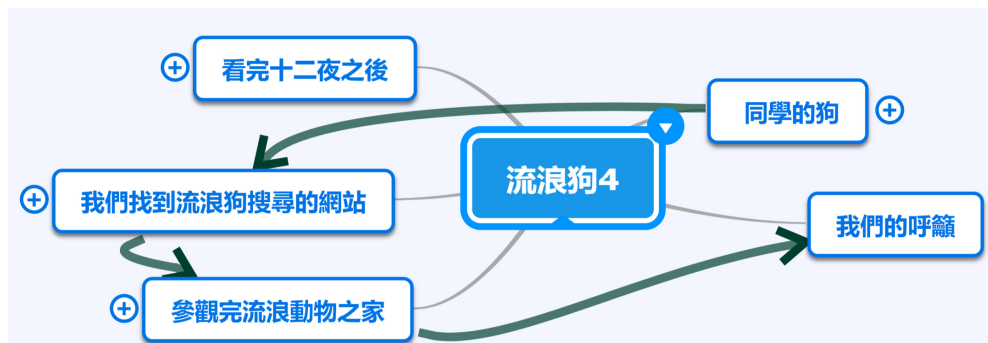 看完十二夜之後
同學的狗
流浪狗4
我們找到流浪狗搜尋的網站
我們的呼籲
參觀完流浪動物之家